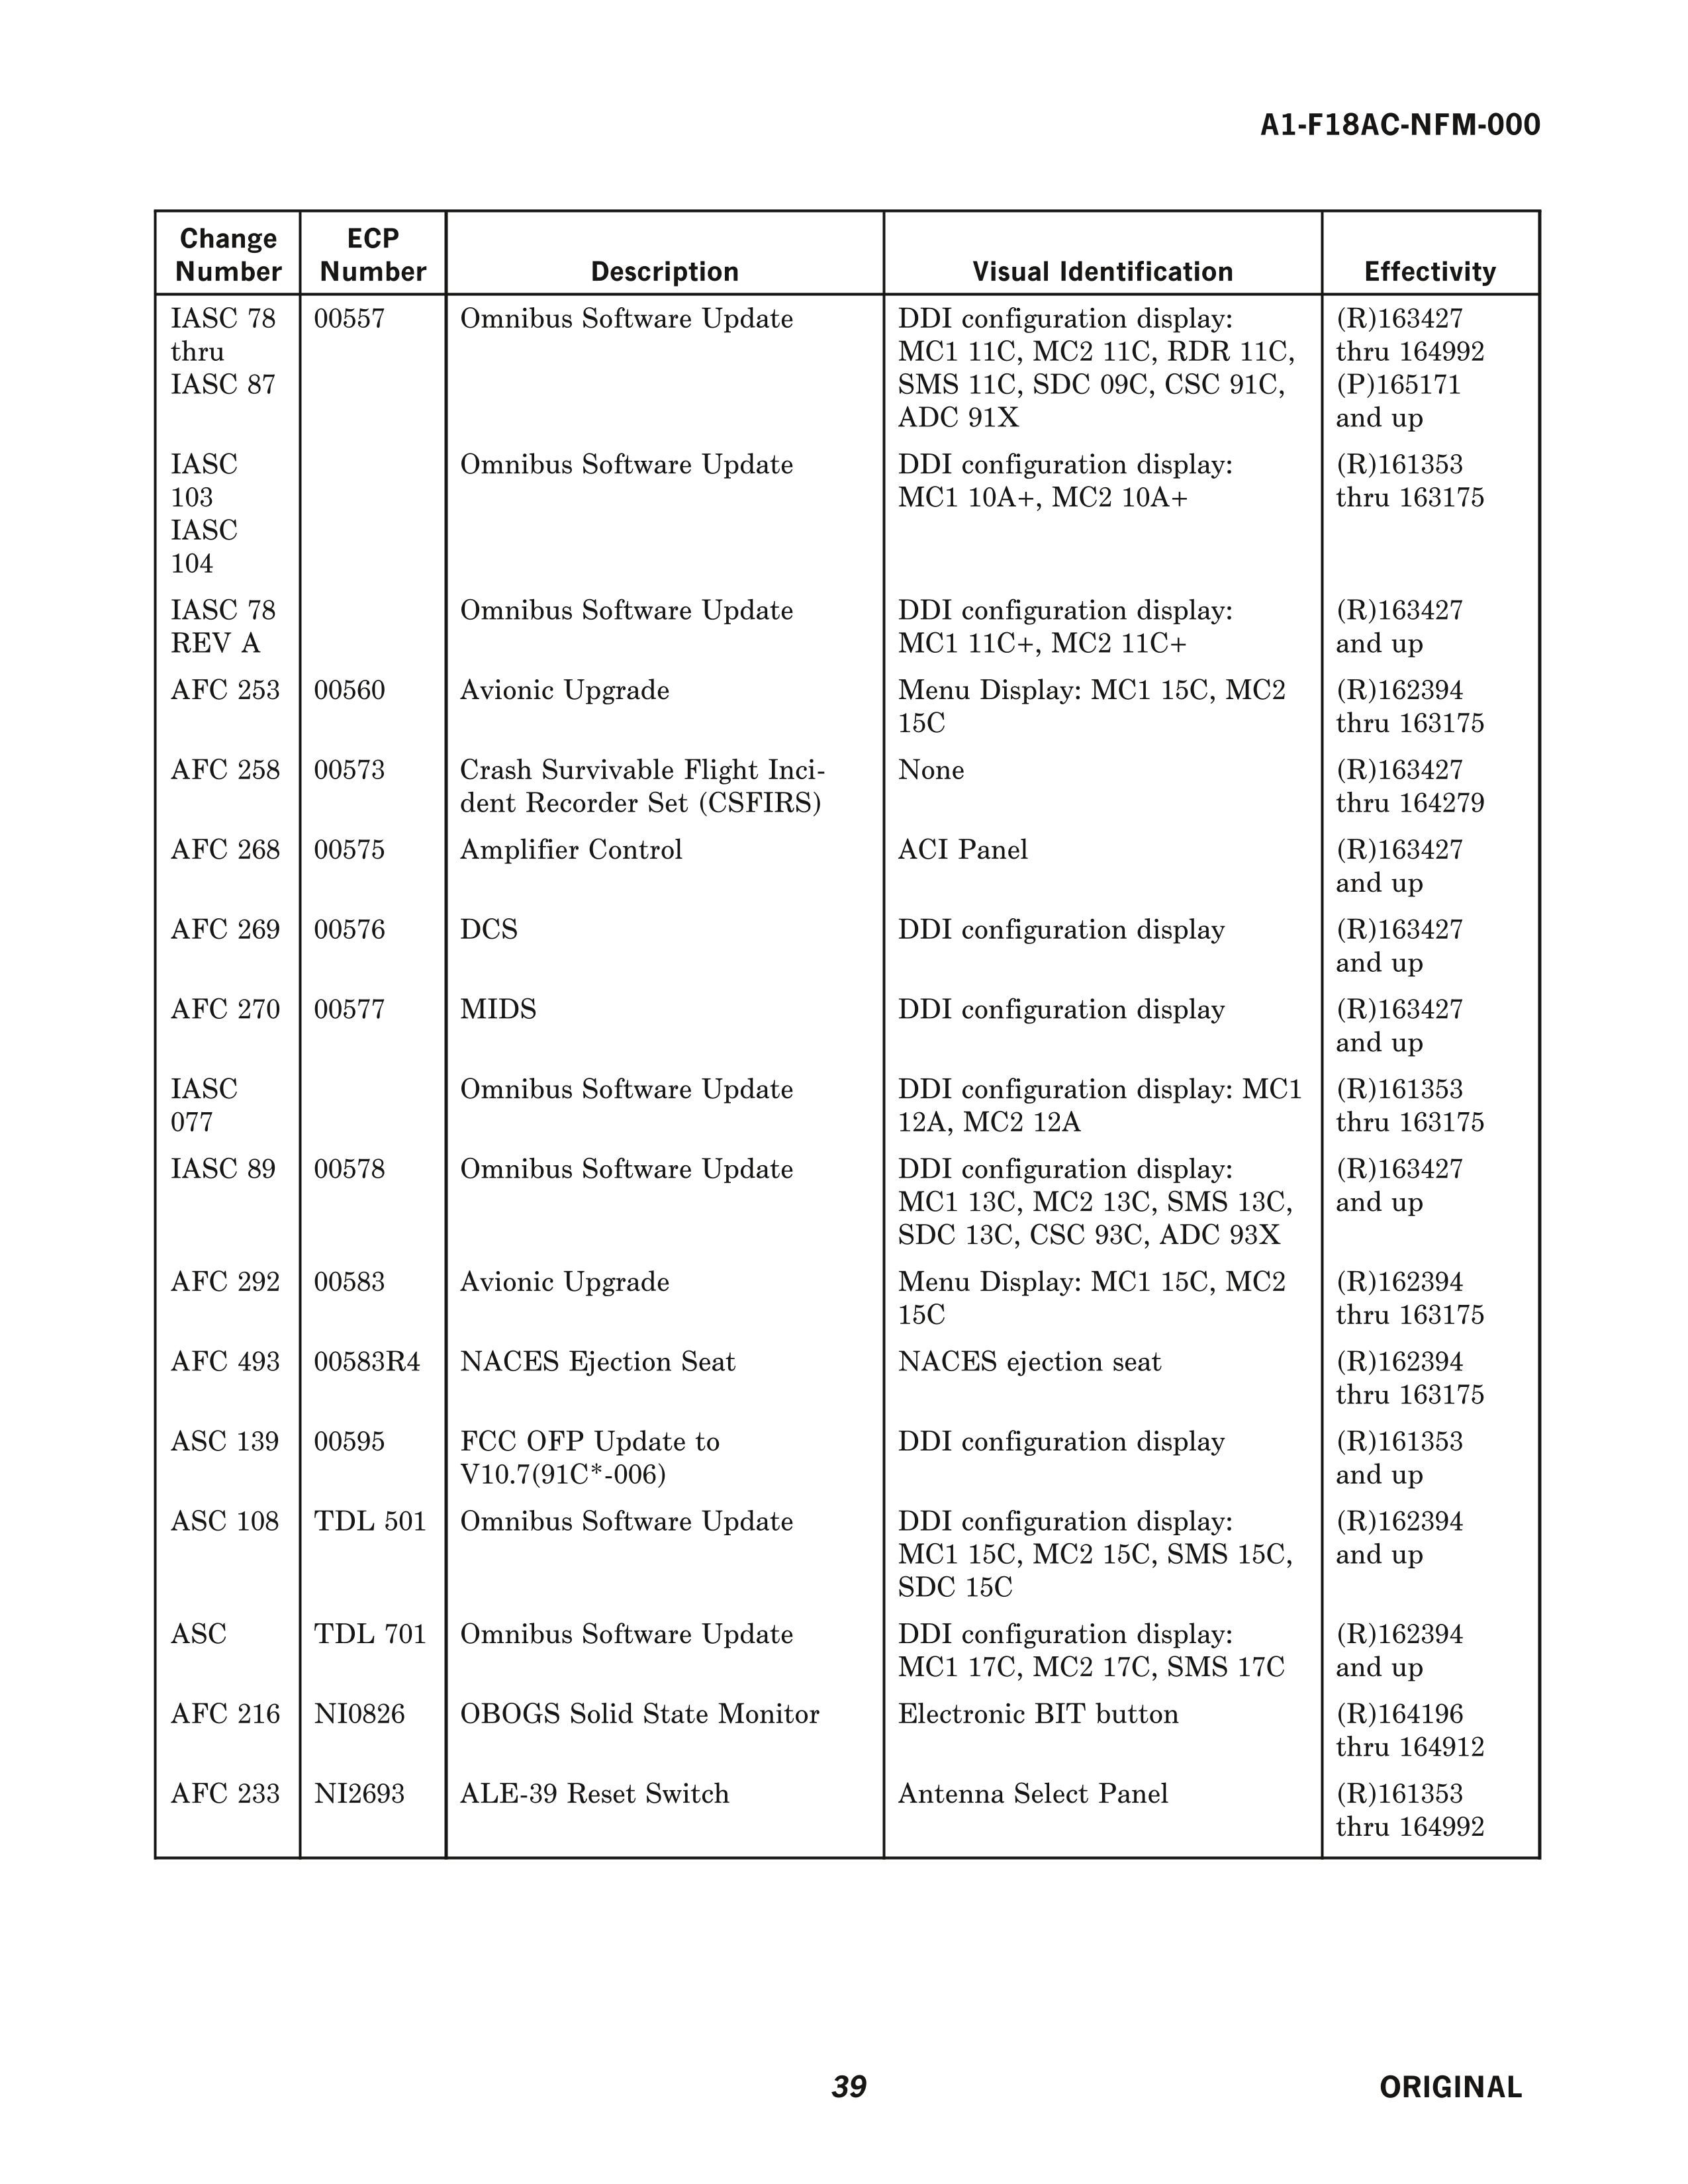 A1-F18AC-NFM-000
Change Number ECP Number Description Visual Identification Effectivity
IASC 78 00557 Omnibus Software Update DDI configuration display: (R)163427
thru MC1 11C, MC2 11C, RDR 11C, thru 164992
IASC 87 SMS 11C, SDC 09C, CSC 91C, (P)165171
ADC 91X and up
IASC Omnibus Software Update DDI configuration display: (R)161353
103 MC1 10A+, MC2 10A+ thru 163175
IASC
104
IASC 78 Omnibus Software Update DDI configuration display: (R)163427
REV A MC1 11C+, MC2 11C+ and up
AFC 253 00560 Avionic Upgrade Menu Display: MC1 15C, MC2 (R)162394
15C thru 163175
AFC 258 00573 Crash Survivable Flight Inci- None (R)163427
dent Recorder Set (CSFIRS) thru 164279
AFC 268 00575 Amplifier Control ACI Panel (R)163427
and up
AFC 269 00576 DCS DDI configuration display (R)163427
and up
AFC 270 00577 MIDS DDI configuration display (R)163427
and up
IASC Omnibus Software Update DDI configuration display: MC1 (R)161353
077 12A, MC2 12A thru 163175
IASC 89 00578 Omnibus Software Update DDI configuration display: (R)163427
MC1 13C, MC2 13C, SMS 13C, and up
SDC 13C, CSC 93C, ADC 93X
AFC 292 00583 Avionic Upgrade Menu Display: MC1 15C, MC2 (R)162394
15C thru 163175
AFC 493 00583R4 NACES Ejection Seat NACES ejection seat (R)162394
thru 163175
ASC 139 00595 FCC OFP Update to DDI configuration display (R)161353
V10.7(91C*-006) and up
ASC 108 TDL 501 Omnibus Software Update DDI configuration display: (R)162394
MC1 15C, MC2 15C, SMS 15C, and up
SDC 15C
ASC TDL 701 Omnibus Software Update DDI configuration display: (R)162394
MC1 17C, MC2 17C, SMS 17C and up
AFC 216 NI0826 OBOGS Solid State Monitor Electronic BIT button (R)164196
thru 164912
AFC 233 NI2693 ALE-39 Reset Switch Antenna Select Panel (R)161353
thru 164992
39 ORIGINAL